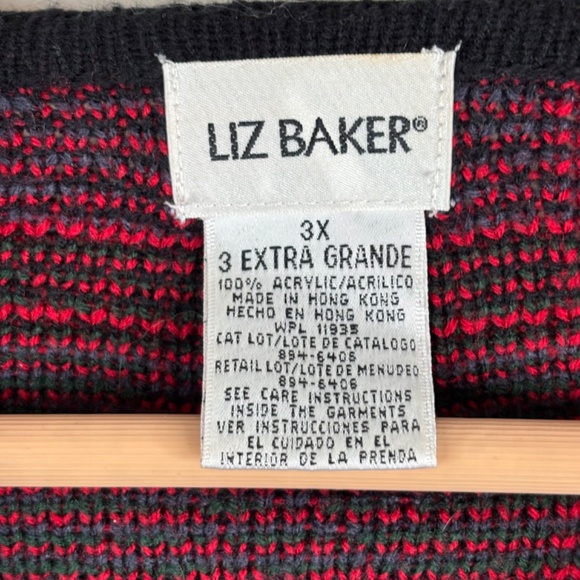 LIZ BAKER®
3X
3 EXTRA GRANDE
100% ACRYLIC/ACRILICO
MADE IN HONG KONG
HECHO EN HONG KONG
WPL 11935
CAT LOT/LOTE DE CATALOGO
894-6406
RETAIL LOT/LOTE DE MENUDEO
894-6406
SEE CARE INSTRUCTIONS
INSIDE THE GARMENTS
VER INSTRUCCIONES PARA
EL CUIDADO EN EL
INTERIOR DE LA PRENDA